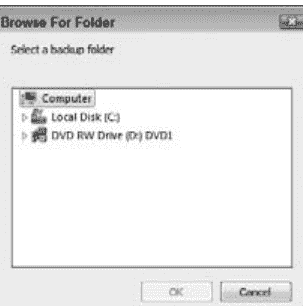 Browse For Folder
Select a backup folder
Computer
Local Disk (C:)
DVD RW Drive (D:) DVD1
OK
Cancel